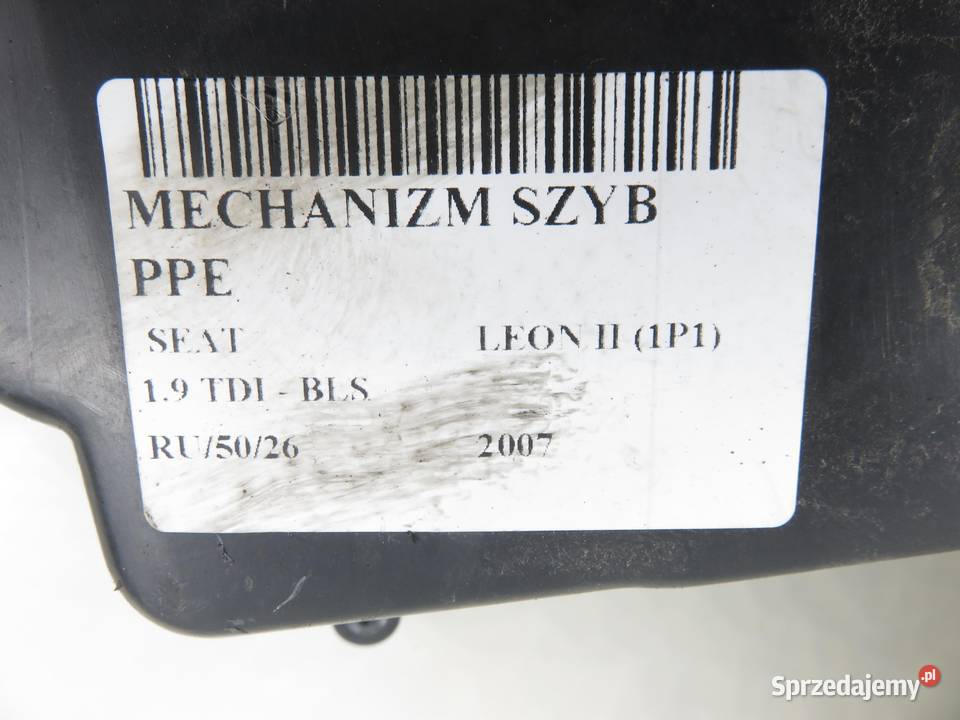 MECHANIZM SZYB
PPE
SEAT LEON II (1P1)
1.9 TDI - BLS
RU/50/26 2007
Sprzedajemy.pl